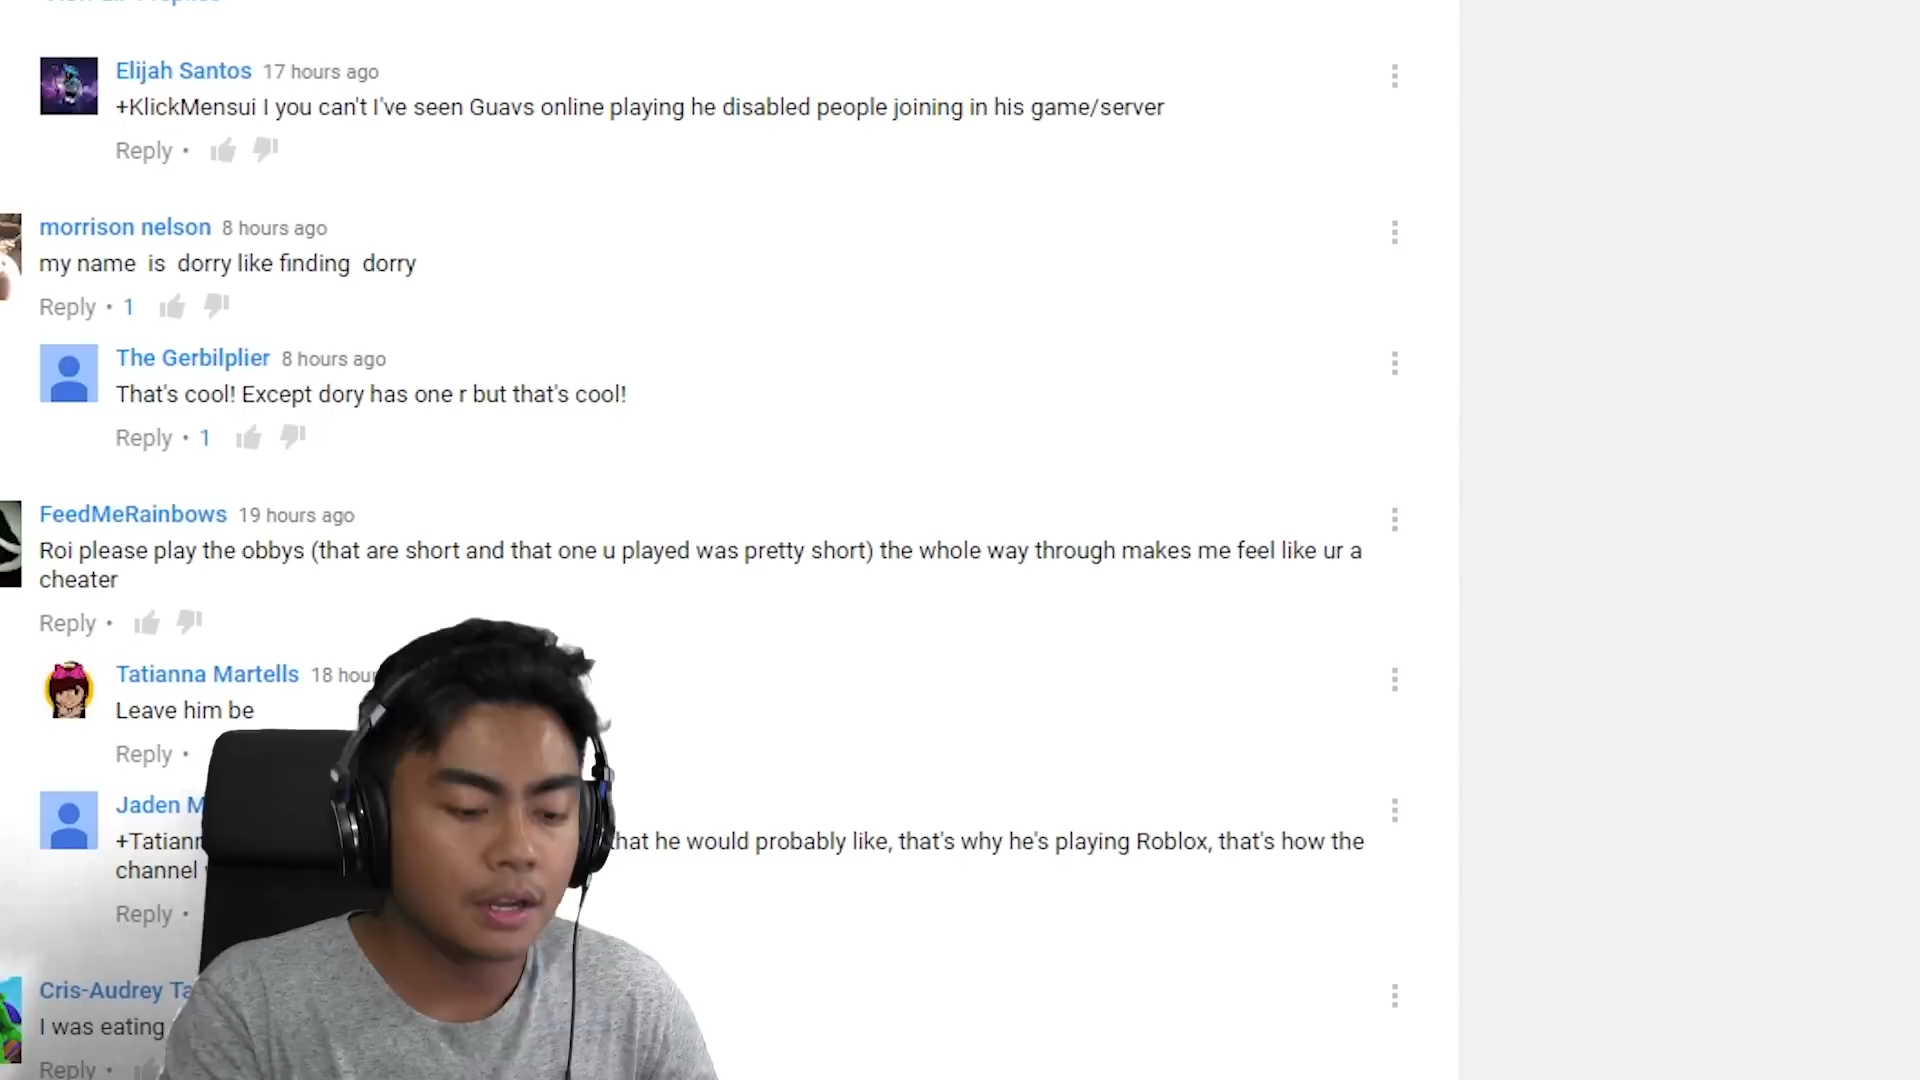 Elijah Santos 17 hours ago
+KlickMensui I you can't I've seen Guavs online playing he disabled people joining in his game/server
Reply •
morrison nelson 8 hours ago
my name is dorry like finding dorry
Reply • 1
The Gerbilplier 8 hours ago
That's cool! Except dory has one r but that's cool!
Reply • 1
FeedMeRainbows 19 hours ago
Roi please play the obbys (that are short and that one u played was pretty short) the whole way through makes me feel like ur a
cheater
Reply •
Tatianna Martells 18
Leave him be
Reply •
Jaden
he would probably like, that's why he's playing Roblox, that's how the
channel
Reply •
Cris-Audrey
I was eating
Reply •